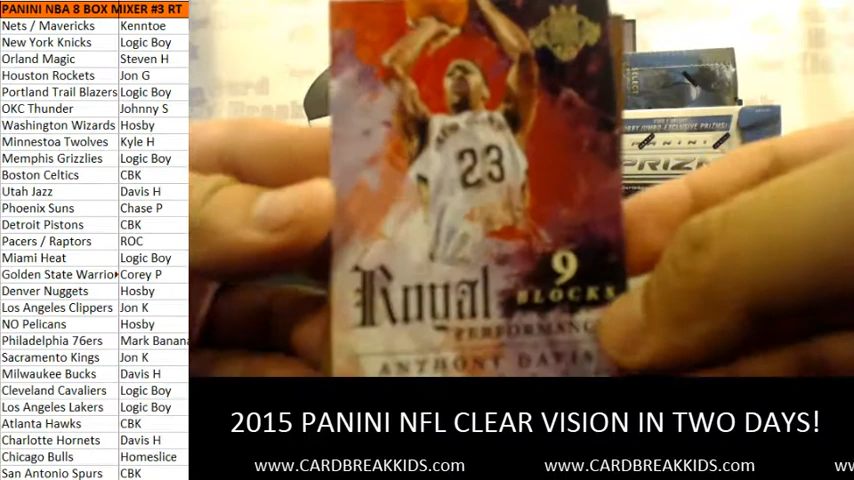 PANINI NBA 8 BOX MIXER #3 RT
Nets / Mavericks Kenntoe
New York Knicks Logic Boy
Orland Magic Steven H
Houston Rockets Jon G
Portland Trail Blazers Logic Boy
OKC Thunder Johnny S
Washington Wizards Hosby
Minnestoa Twolves Kyle H
Memphis Grizzlies Logic Boy
Boston Celtics CBK
Utah Jazz Davis H
Phoenix Suns Chase P
Detroit Pistons CBK
Pacers / Raptors ROC
Miami Heat Logic Boy
Golden State Warrio Corey P
Denver Nuggets Hosby
Los Angeles Clippers Jon K
NO Pelicans Hosby
Philadelphia 76ers Mark Banana
Sacramento Kings Jon K
Milwaukee Bucks Davis H
Cleveland Cavaliers Logic Boy
Los Angeles Lakers Logic Boy
Atlanta Hawks CBK
Charlotte Hornets Davis H
Chicago Bulls Homeslice
San Antonio Spurs CBK
23
9
BLOCKS
Royal
PERFORMANC
ANTHONY DAVIS
SELECT
PANINI
PRIZM
2015 PANINI NFL CLEAR VISION IN TWO DAYS!
www.CARDBREAKKIDS.com www.CARDBREAKKIDS.com ww